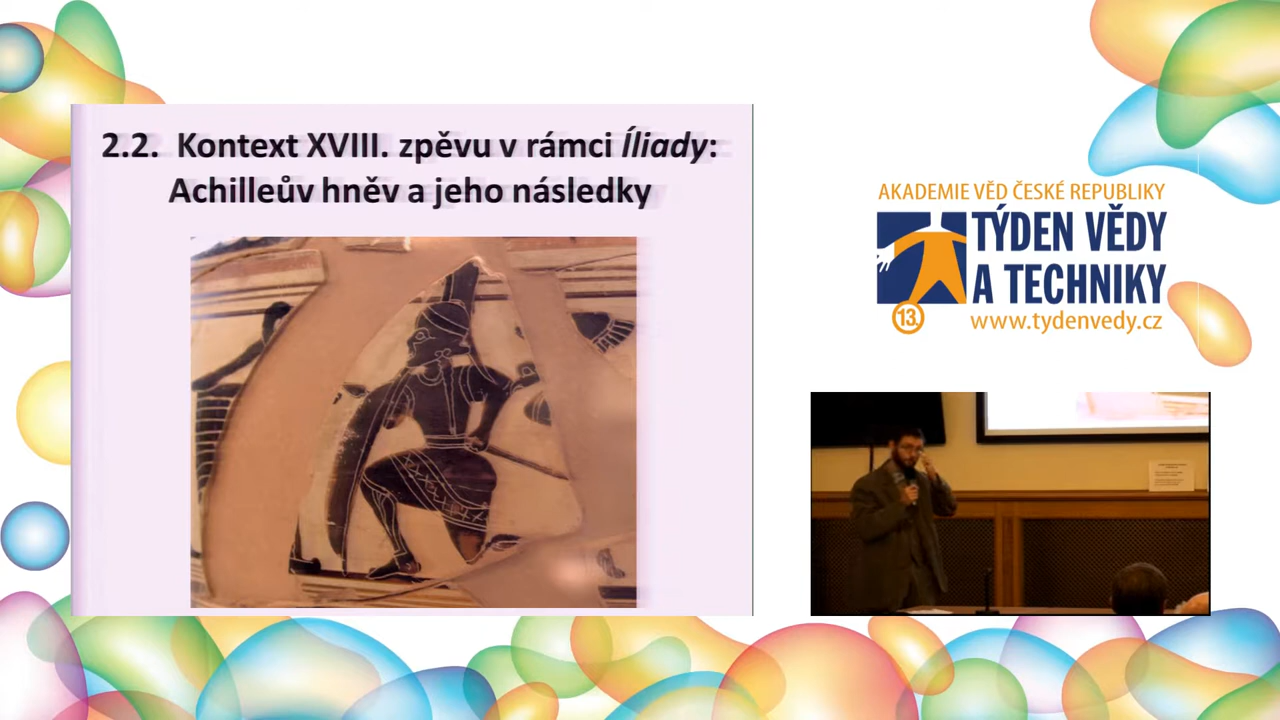 2.2. Kontext XVIII. zpěvu v rámci Íliady:
Achilleův hněv a jeho následky
AKADEMIE VĚD ČESKÉ REPUBLIKY
TÝDEN VĚDY
A TECHNIKY
13.
www.tydenvedy.cz